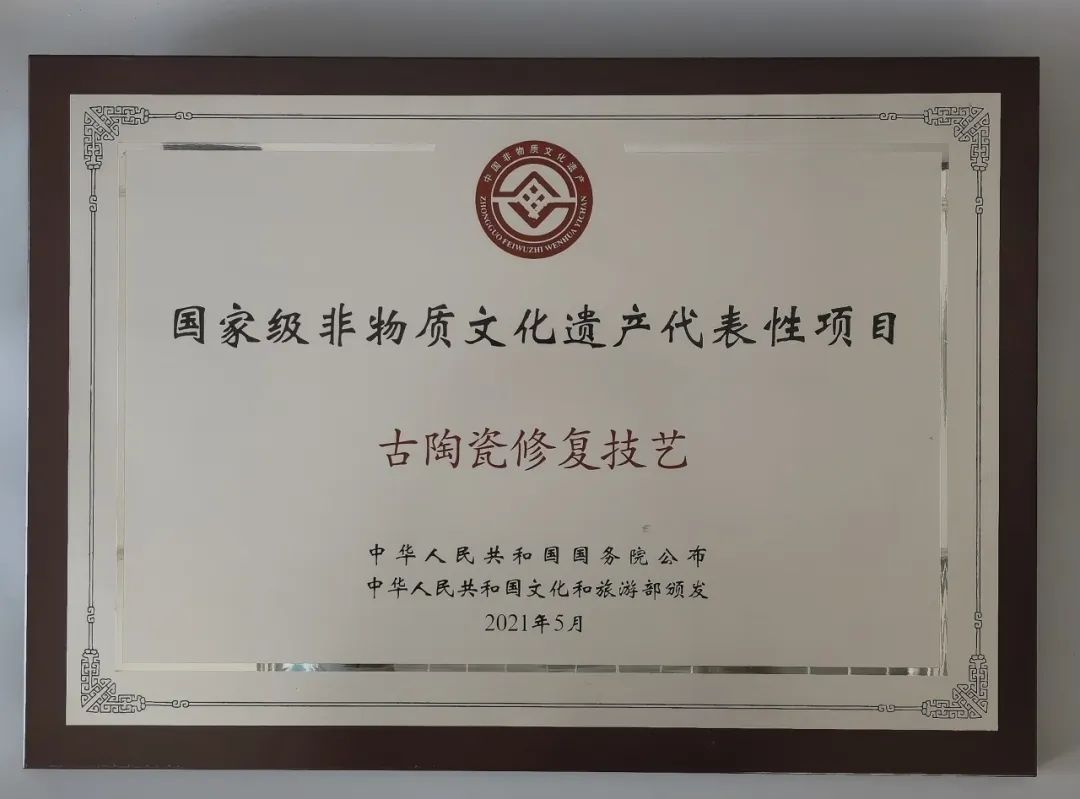 中国非物质文化遗产
ZHONGGUO FEIWUZHI WENHUA YICHAN
国家级非物质文化遗产代表性项目
古陶瓷修复技艺
中华人民共和国国务院公布
中华人民共和国文化和旅游部颁发
2021年5月